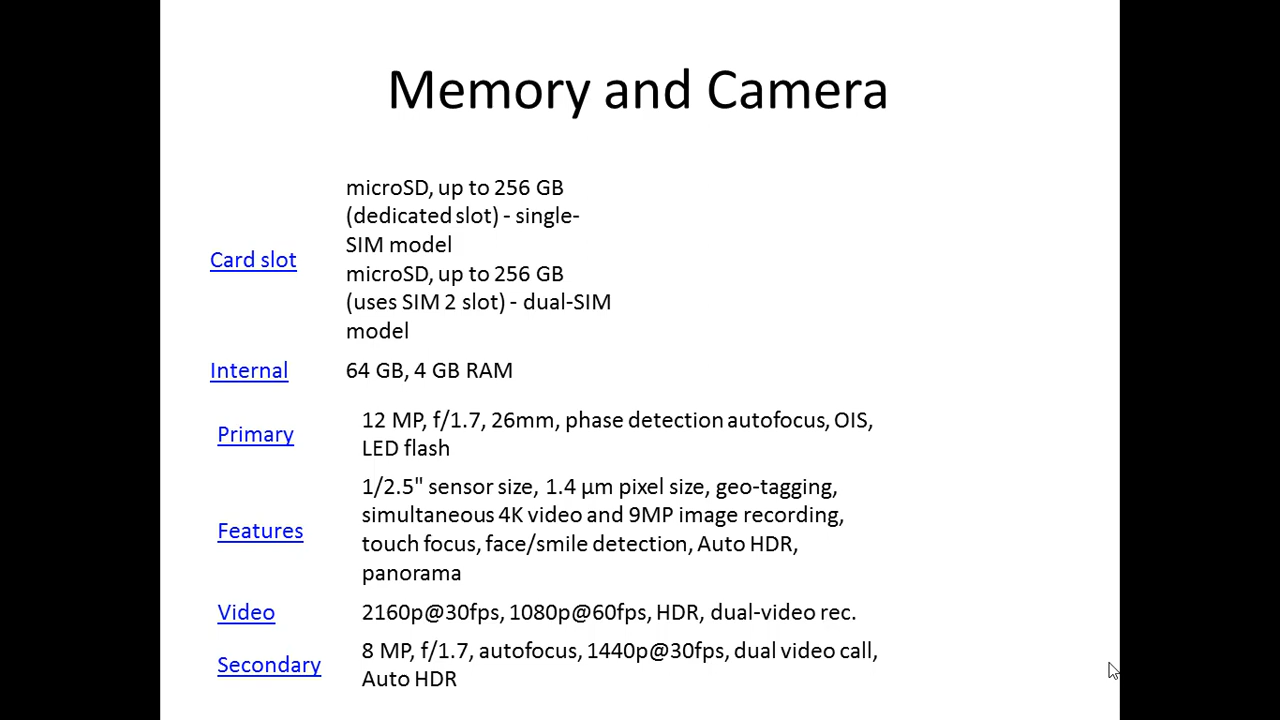 Memory and Camera
microSD, up to 256 GB
(dedicated slot) - single-
SIM model
Card slot
microSD, up to 256 GB
(uses SIM 2 slot) - dual-SIM
model
Internal
64 GB, 4 GB RAM
Primary
12 MP, f/1.7, 26mm, phase detection autofocus, OIS,
LED flash
Features
1/2.5" sensor size, 1.4 µm pixel size, geo-tagging,
simultaneous 4K video and 9MP image recording,
touch focus, face/smile detection, Auto HDR,
panorama
Video
2160p@30fps, 1080p@60fps, HDR, dual-video rec.
Secondary
8 MP, f/1.7, autofocus, 1440p@30fps, dual video call,
Auto HDR